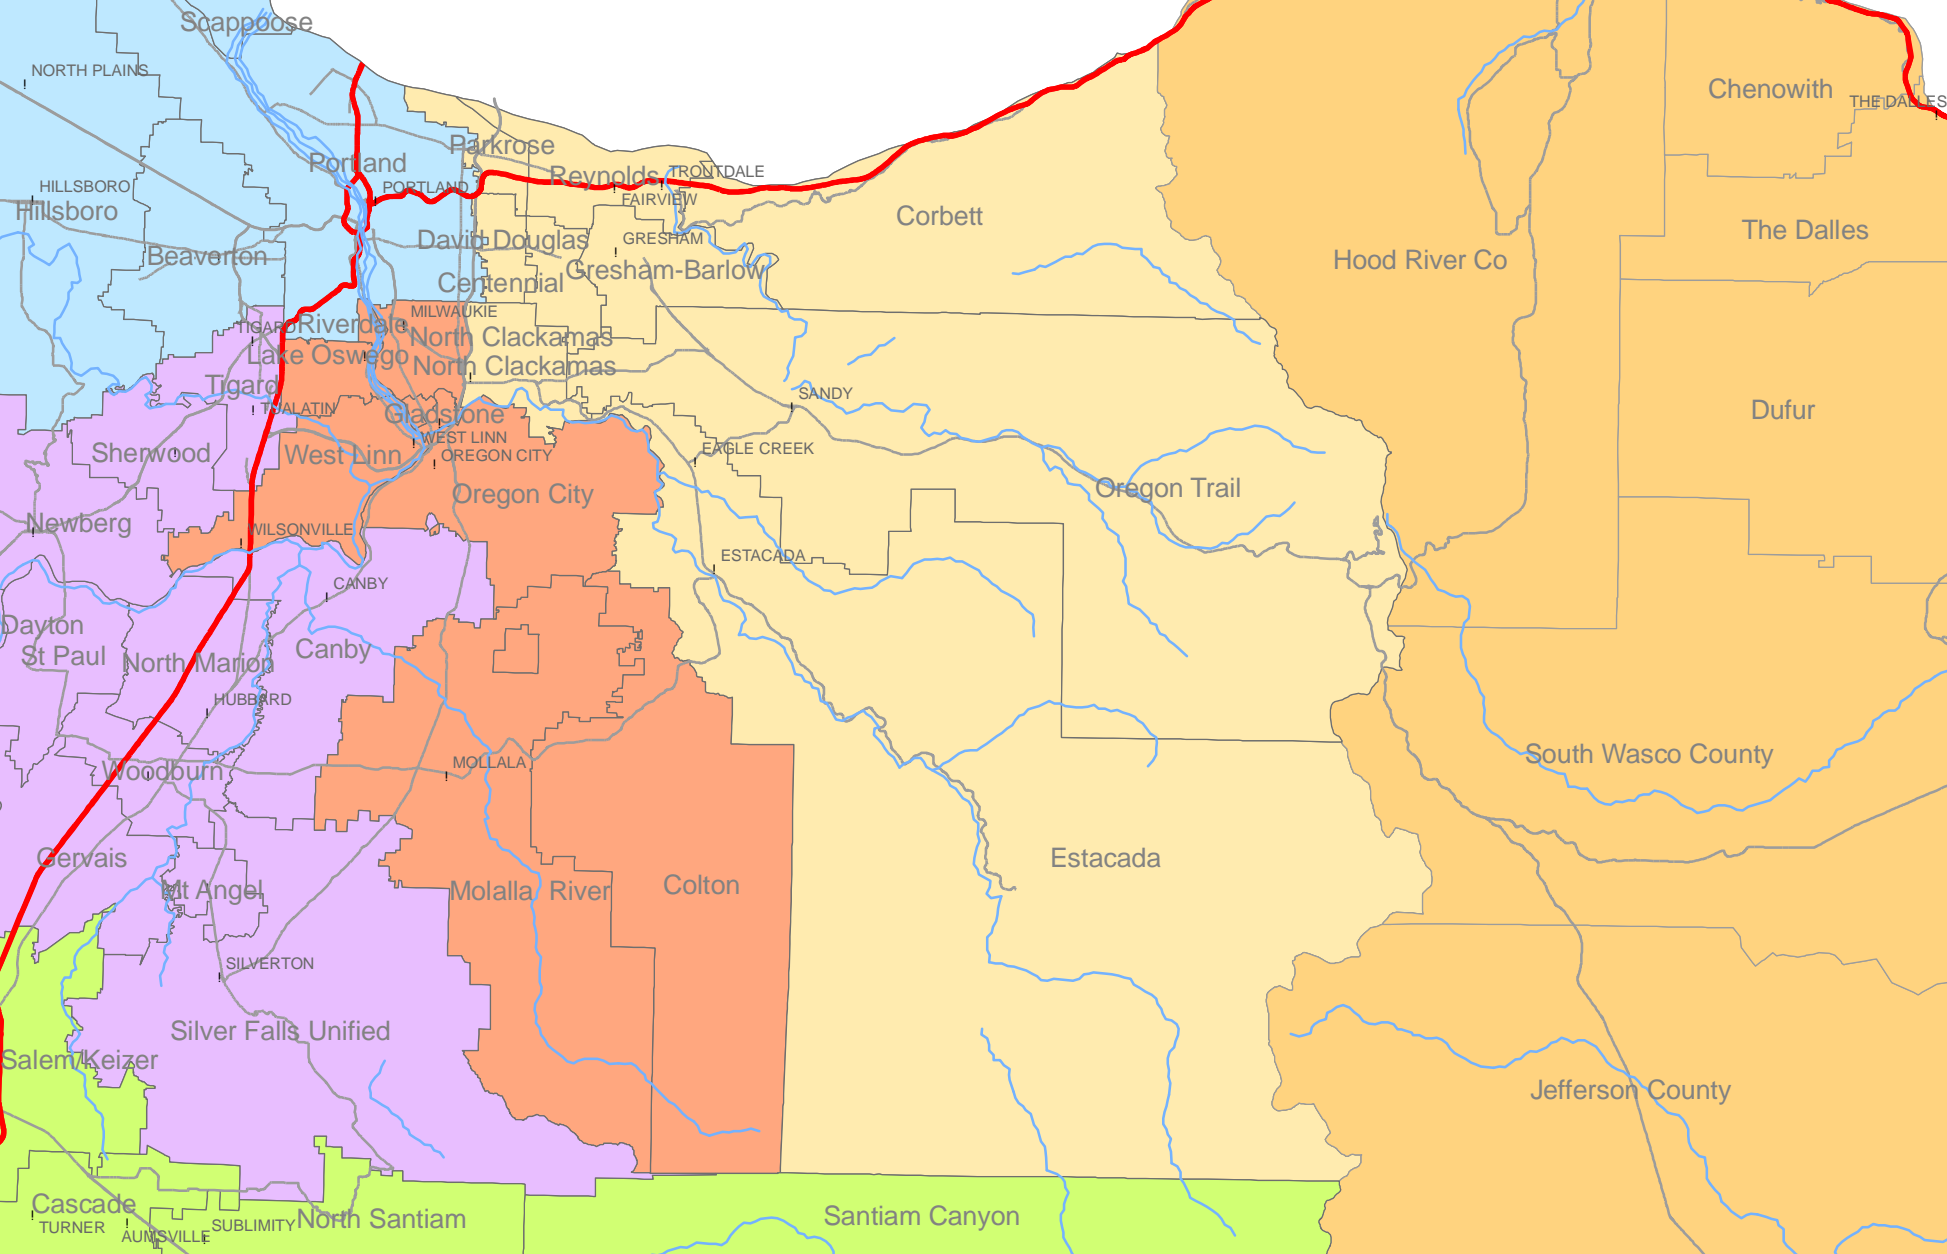 Scappoose
NORTH PLAINS
Chenowith
THE DALLES
Parkrose
Portland
Reynolds
TROUTDALE
HILLSBORO
PORTLAND
FAIRVIEW
Hillsboro
Corbett
The Dalles
David Douglas
GRESHAM
Beaverton
Hood River Co
Gresham-Barlow
Centennial
MILWAUKIE
TIGARD
Riverdale
North Clackamas
Lake Oswego
North Clackamas
Tigard
SANDY
TUALATIN
Gladstone
Dufur
WEST LINN
Sherwood
West Linn
OREGON CITY
EAGLE CREEK
Oregon City
Oregon Trail
Newberg
WILSONVILLE
ESTACADA
CANBY
Dayton
St Paul
North Marion
Canby
HUBBARD
South Wasco County
Woodburn
MOLLALA
Gervais
Estacada
Mt Angel
Molalla River
Colton
SILVERTON
Silver Falls Unified
Salem/Keizer
Jefferson County
Cascade
TURNER
SUBLIMITY
North Santiam
Santiam Canyon
AUMSVILLE